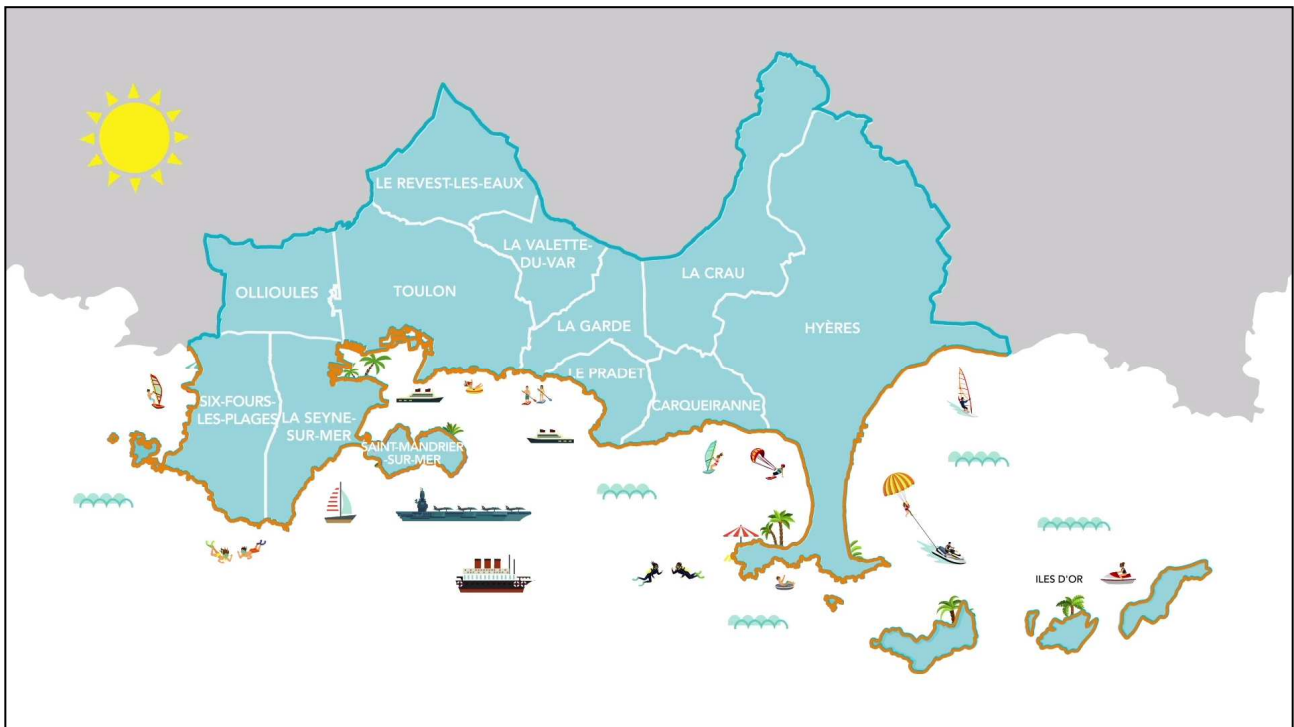 LE REVEST-LES-EAUX
LA VALETTE-
DU-VAR
LA CRAU
OLLIOULES
TOULON
LA GARDE
HYÈRES
LE PRADET
SIX-FOURS-
LES-PLAGES
LA SEYNE-
SUR-MER
CARQUEIRANNE
SAINT-MANDRIER
-SUR-MER
ILES D'OR